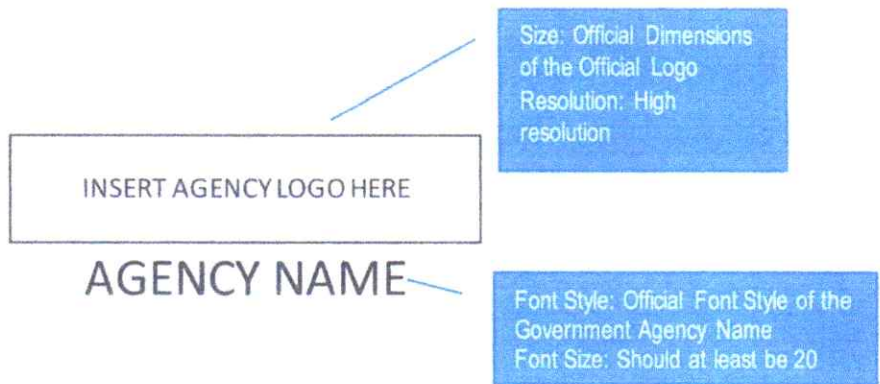 Size: Official Dimensions
of the Official Logo
Resolution: High
resolution
INSERT AGENCY LOGO HERE
AGENCY NAME
Font Style: Official Font Style of the
Government Agency Name
Font Size: Should at least be 20